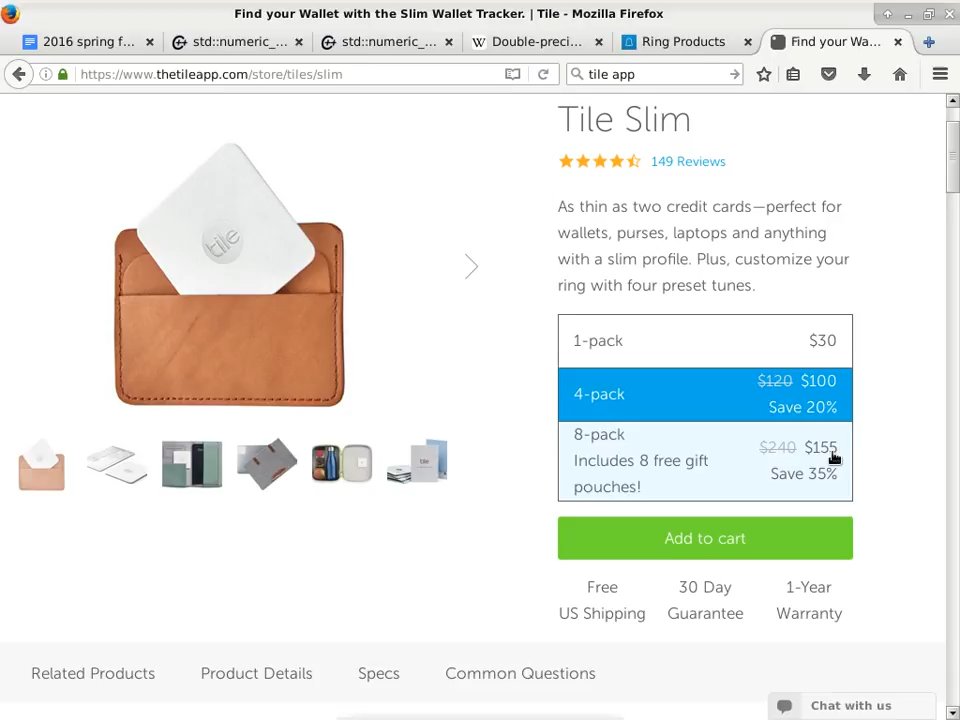 Find your Wallet with the Slim Wallet Tracker. | Tile - Mozilla Firefox
2016 spring f...
std::numeric_...
std::numeric_...
Double-preci...
Ring Products
Find your Wa...
https://www.thetileapp.com/store/tiles/slim
tile app
Tile Slim
149 Reviews
As thin as two credit cards—perfect for
wallets, purses, laptops and anything
with a slim profile. Plus, customize your
ring with four preset tunes.
tile
1-pack $30
4-pack $120 $100
Save 20%
8-pack
Includes 8 free gift
pouches!
$240 $155
Save 35%
Add to cart
Free
US Shipping
30 Day
Guarantee
1-Year
Warranty
Related Products
Product Details
Specs
Common Questions
Chat with us